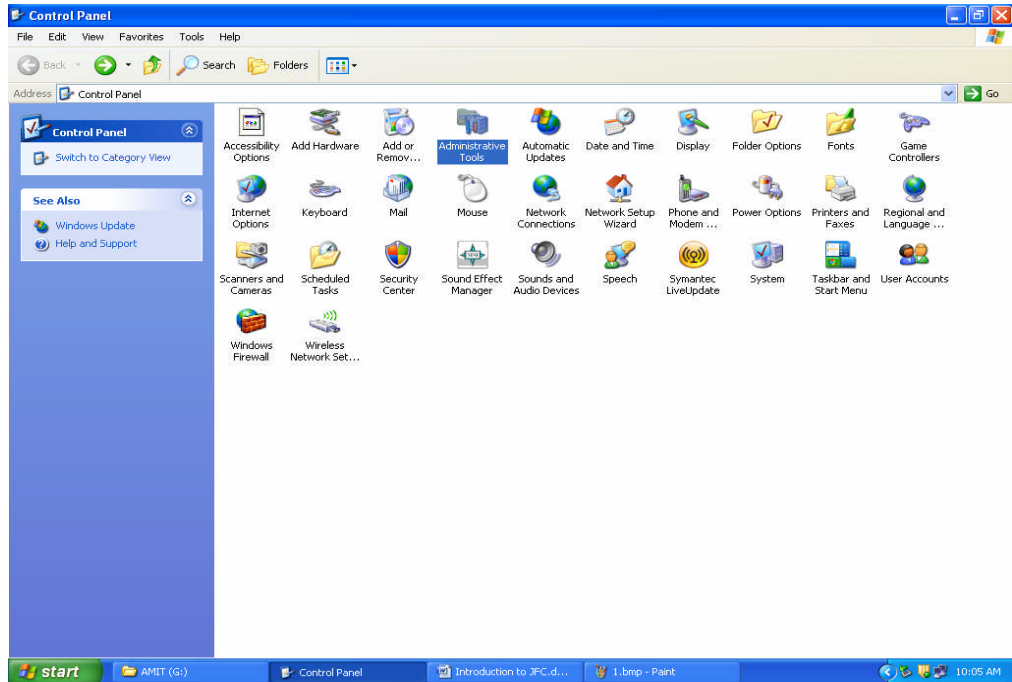 Control Panel
File Edit View Favorites Tools Help
Back Search Folders
Address Control Panel Go
Control Panel
Switch to Category View
See Also
Windows Update
Help and Support
Accessibility Options
Add Hardware
Add or Remov...
Administrative Tools
Automatic Updates
Date and Time
Display
Folder Options
Fonts
Game Controllers
Internet Options
Keyboard
Mail
Mouse
Network Connections
Network Setup Wizard
Phone and Modem ...
Power Options
Printers and Faxes
Regional and Language ...
Scanners and Cameras
Scheduled Tasks
Security Center
Sound Effect Manager
Sounds and Audio Devices
Speech
Symantec LiveUpdate
System
Taskbar and Start Menu
User Accounts
Windows Firewall
Wireless Network Set...
start AMIT (G:) Control Panel Introduction to JFC.d... 1.bmp - Paint 10:05 AM